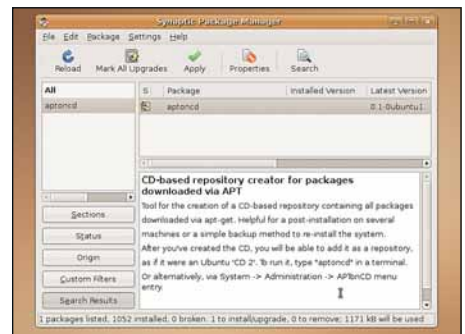 Synaptic Package Manager
File Edit Package Settings Help
Reload Mark All Upgrades Apply Properties Search
All
aptoncd
S Package Installed Version Latest Version
aptoncd 0.1-0ubuntu1
CD-based repository creator for packages
downloaded via APT
Tool for the creation of a CD-based repository containing all packages
downloaded via apt-get. Helpful for a post-installation on several
machines or a simple backup method to re-install the system.
After you've created the CD, you will be able to add it as a repository,
as if it were an Ubuntu 'CD 2'. To run it, type "aptoncd" in a terminal.
Or alternatively, via System -> Administration -> APTonCD menu
entry.
Sections
Status
Origin
Custom Filters
Search Results
1 packages listed, 1052 installed, 0 broken. 1 to install/upgrade, 0 to remove; 1171 kB will be used